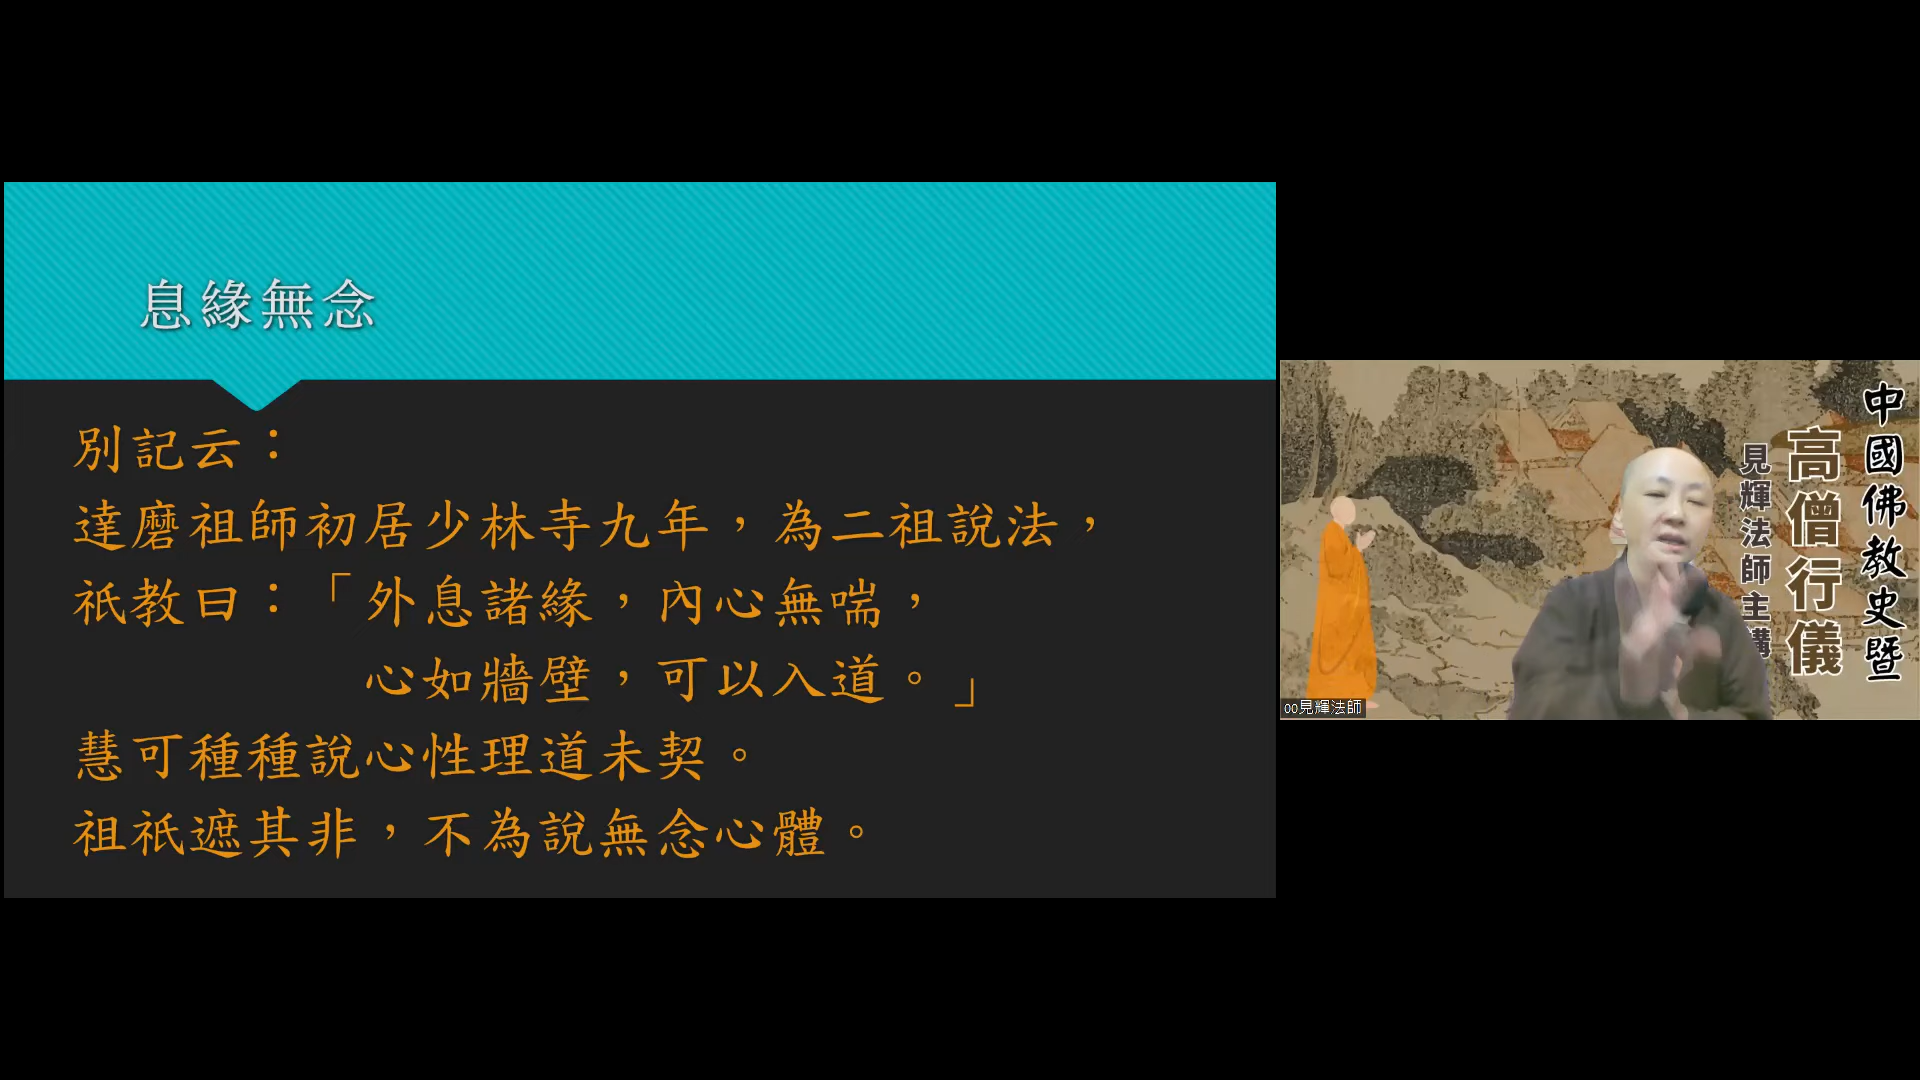 息緣無念
別記云：
達磨祖師初居少林寺九年，為二祖說法，
祇教曰：「外息諸緣，內心無喘，
心如牆壁，可以入道。」
慧可種種說心性理道未契。
祖祇遮其非，不為說無念心體。
中國佛教史暨
高僧行儀
見輝法師主講
00見輝法師